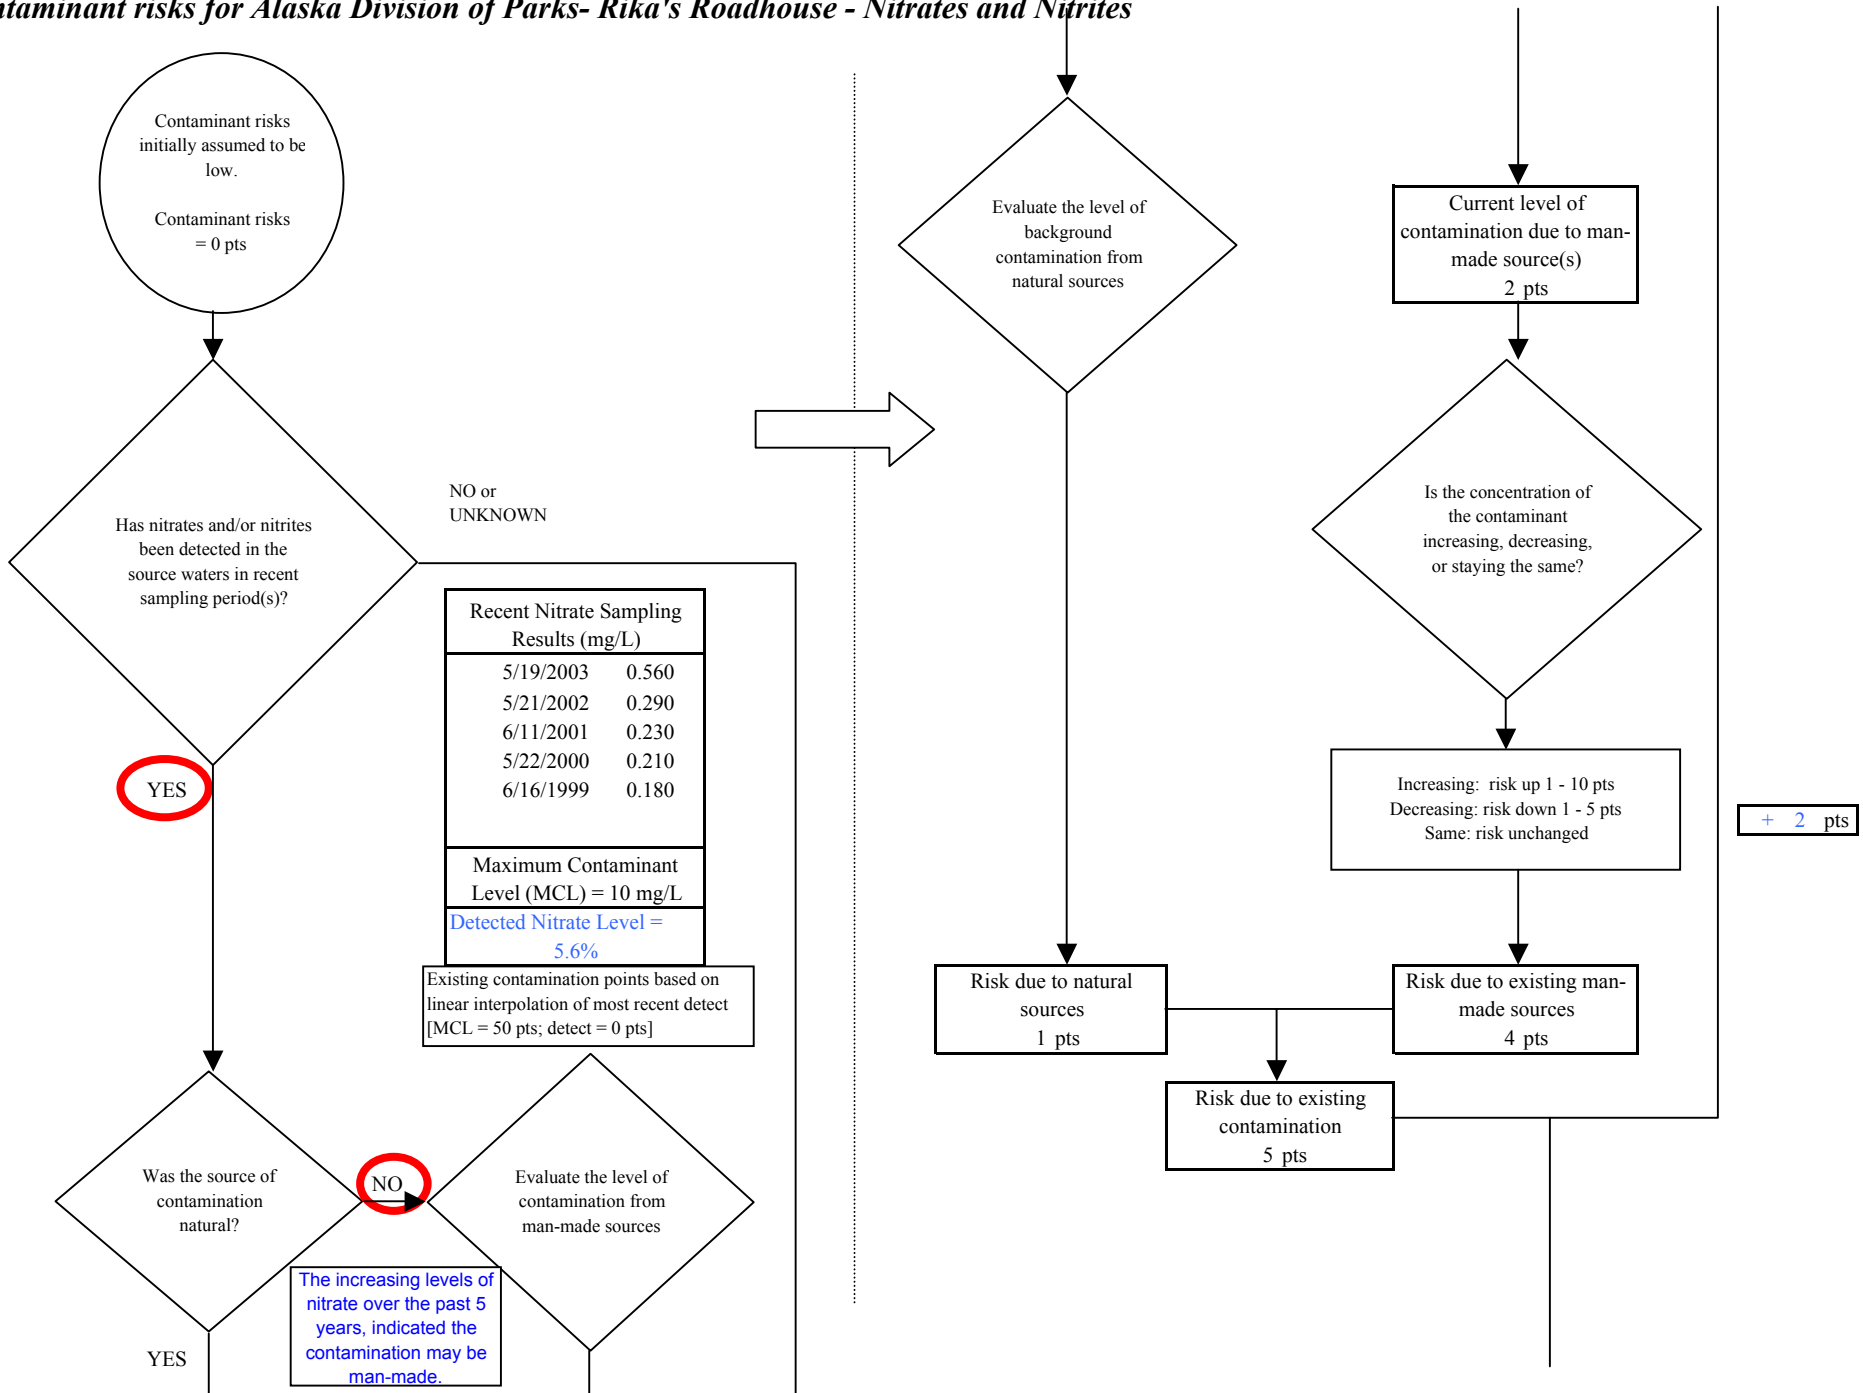 ntaminant risks for Alaska Division of Parks- Rika's Roadhouse - Nitrates and Nitrites
Contaminant risks
initially assumed to be
low.
Contaminant risks
= 0 pts
Has nitrates and/or nitrites
been detected in the
source waters in recent
sampling period(s)?
NO or
UNKNOWN
YES
Recent Nitrate Sampling
Results (mg/L)
5/19/2003 0.560
5/21/2002 0.290
6/11/2001 0.230
5/22/2000 0.210
6/16/1999 0.180
Maximum Contaminant
Level (MCL) = 10 mg/L
Detected Nitrate Level =
5.6%
Existing contamination points based on
linear interpolation of most recent detect
[MCL = 50 pts; detect = 0 pts]
Was the source of
contamination
natural?
NO
Evaluate the level of
contamination from
man-made sources
The increasing levels of
nitrate over the past 5
years, indicated the
contamination may be
man-made.
YES
Evaluate the level of
background
contamination from
natural sources
Current level of
contamination due to man-
made source(s)
2 pts
Is the concentration of
the contaminant
increasing, decreasing,
or staying the same?
Increasing: risk up 1 - 10 pts
Decreasing: risk down 1 - 5 pts
Same: risk unchanged
+ 2 pts
Risk due to natural
sources
1 pts
Risk due to existing man-
made sources
4 pts
Risk due to existing
contamination
5 pts